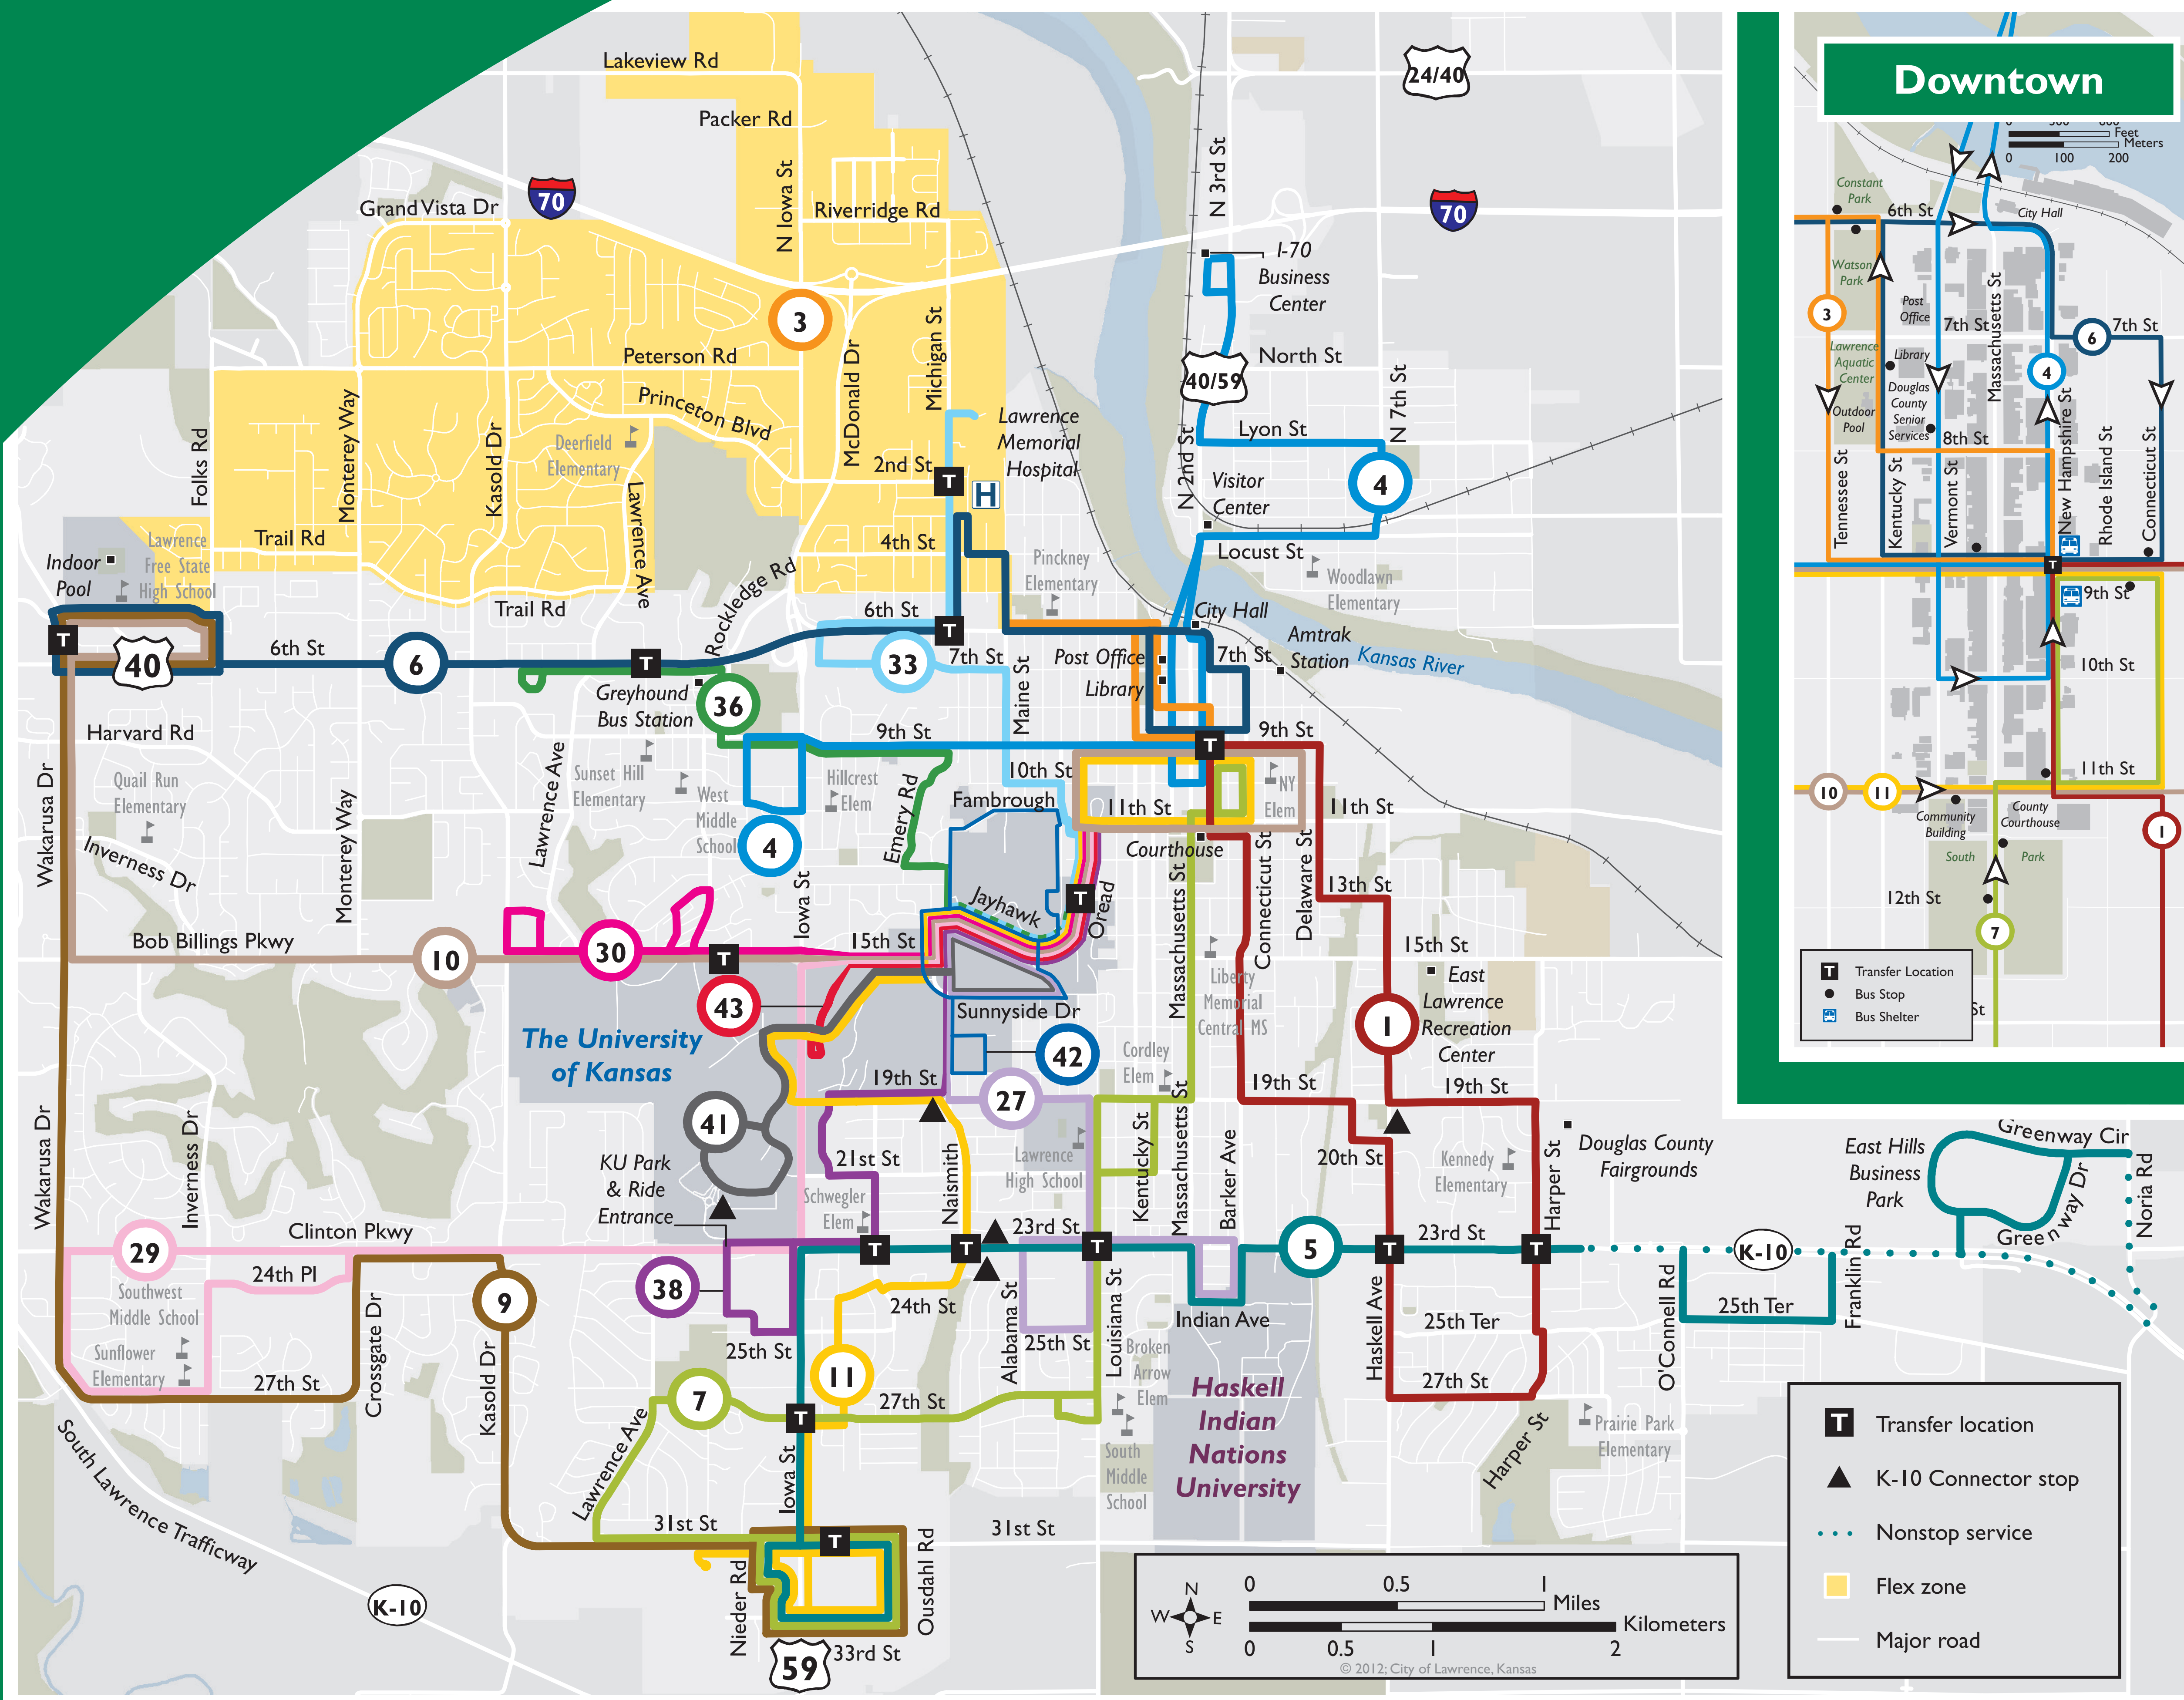 Lakeview Rd
Packer Rd
24/40
70
Grand Vista Dr
N Iowa St
Riverridge Rd
N 3rd St
70
I-70
Business
Center
3
Michigan St
McDonald Dr
Peterson Rd
North St
40/59
N 7th St
Princeton Blvd
Monterey Way
Kasold Dr
Folks Rd
Deerfield
Elementary
Lawrence
Memorial
Hospital
Lyon St
N 2nd St
2nd St
T
H
Visitor
Center
4
Lawrence Ave
Trail Rd
Lawrence
Free State
High School
Indoor
Pool
4th St
Pinckney
Elementary
Locust St
Woodlawn
Elementary
Rockledge Rd
Trail Rd
6th St
T
City Hall
Amtrak
Station
Kansas River
T
40
6th St
6
T
33
7th St
Maine St
Post Office
Library
7th St
Greyhound
Bus Station
36
Harvard Rd
9th St
T
9th St
Wakarusa Dr
Quail Run
Elementary
Lawrence Ave
Sunset Hill
Elementary
West
Middle
School
Hillcrest
Elem
10th St
NY
Elem
Emery Rd
Fambrough
11th St
11th St
4
Inverness Dr
Monterey Way
Iowa St
Courthouse
Massachusetts St
Connecticut St
Delaware St
Jayhawk
T
Oread
13th St
Bob Billings Pkwy
10
30
T
15th St
15th St
43
Liberty
Memorial
Central MS
East
Lawrence
Recreation
Center
1
Sunnyside Dr
The University
of Kansas
42
Cordley
Elem
19th St
27
19th St
19th St
41
Wakarusa Dr
Inverness Dr
KU Park
& Ride
Entrance
21st St
Naismith
Lawrence
High School
Kentucky St
Massachusetts St
Barker Ave
20th St
Kennedy
Elementary
Harper St
Douglas County
Fairgrounds
East Hills
Business
Park
Greenway Cir
Greenway Dr
Noria Rd
Schwegler
Elem
29
Clinton Pkwy
23rd St
T
T
T
5
T
23rd St
T
K-10
Franklin Rd
24th Pl
Southwest
Middle School
38
9
24th St
Alabama St
Louisiana St
Indian Ave
Haskell Ave
O'Connell Rd
25th Ter
25th Ter
Sunflower
Elementary
27th St
Crossgate Dr
Kasold Dr
25th St
11
25th St
Broken
Arrow
Elem
27th St
7
27th St
T
Haskell
Indian
Nations
University
South
Middle
School
Prairie Park
Elementary
Harper St
South Lawrence Trafficway
Lawrence Ave
Iowa St
31st St
T
31st St
K-10
Nieder Rd
Ousdahl Rd
59
33rd St
N
W
E
S
0
0.5
1
Miles
Kilometers
0
0.5
1
2
© 2012; City of Lawrence, Kansas
T
Transfer location
K-10 Connector stop
Nonstop service
Flex zone
Major road
Downtown
Feet
Meters
0
100
200
Constant
Park
6th St
City Hall
Watson
Park
Post
Office
Massachusetts St
3
7th St
6
7th St
Lawrence
Aquatic
Center
Library
4
Douglas
County
Senior
Services
Outdoor
Pool
8th St
Tennessee St
Kentucky St
Vermont St
New Hampshire St
Rhode Island St
Connecticut St
T
9th St
10th St
11th St
10
11
Community
Building
County
Courthouse
1
South
Park
12th St
7
T
Transfer Location
Bus Stop
Bus Shelter
St